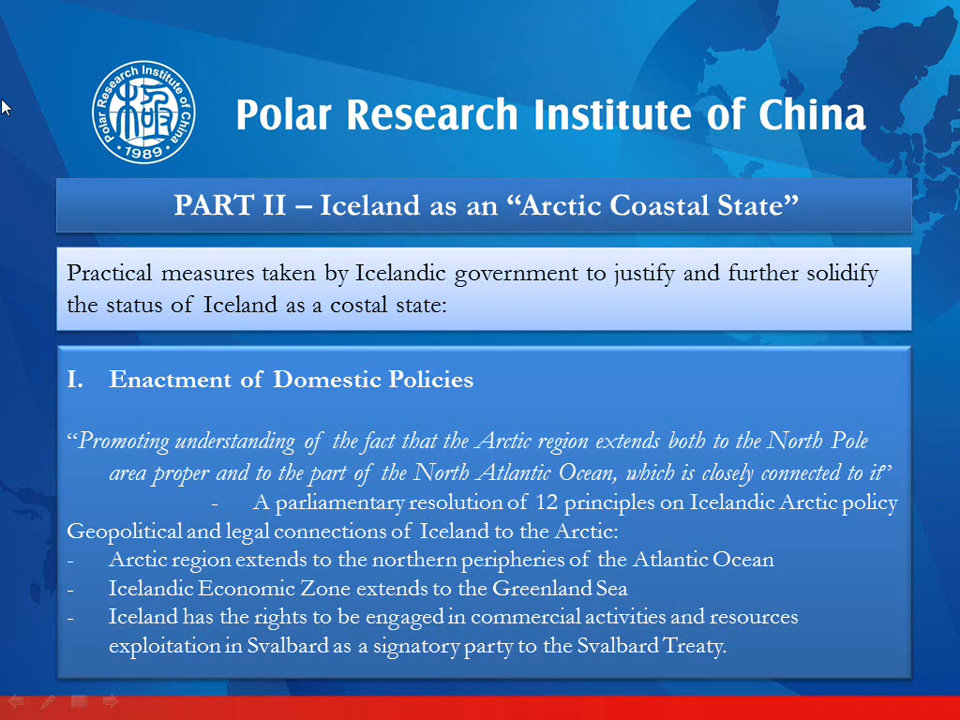 Polar Research Institute of China
1989
Polar Research Institute of China
PART II – Iceland as an “Arctic Coastal State”
Practical measures taken by Icelandic government to justify and further solidify
the status of Iceland as a costal state:
I. Enactment of Domestic Policies
“Promoting understanding of the fact that the Arctic region extends both to the North Pole
area proper and to the part of the North Atlantic Ocean, which is closely connected to it”
- A parliamentary resolution of 12 principles on Icelandic Arctic policy
Geopolitical and legal connections of Iceland to the Arctic:
- Arctic region extends to the northern peripheries of the Atlantic Ocean
- Icelandic Economic Zone extends to the Greenland Sea
- Iceland has the rights to be engaged in commercial activities and resources
exploitation in Svalbard as a signatory party to the Svalbard Treaty.